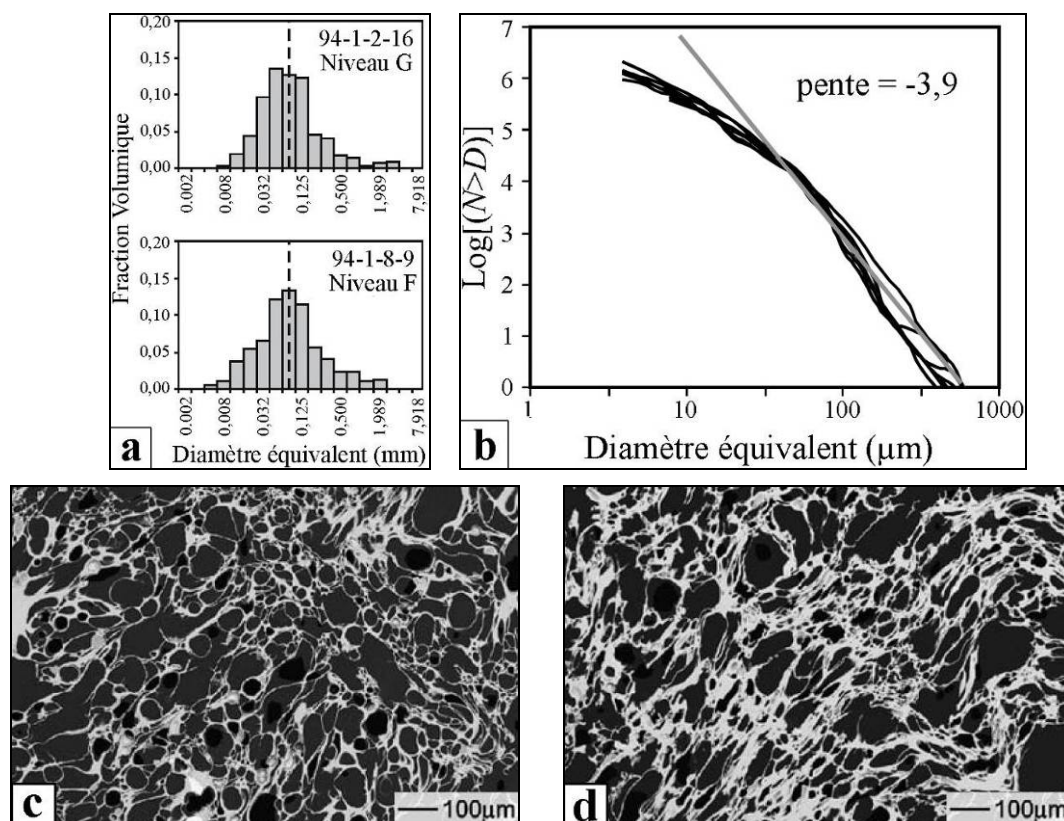 94-1-2-16
Niveau G
0,20
0,15
0,10
0,05
0,00
0.002
0,008
0,032
0,125
0,500
1,989
7,918
Fraction Volumique
94-1-8-9
Niveau F
0,20
0,15
0,10
0,05
0,00
0.002
0,008
0,032
0,125
0,500
1,989
7,918
a
Diamètre équivalent (mm)
7
6
5
4
3
2
1
0
Log[(N>D)]
pente = -3,9
1
10
100
1000
b
Diamètre équivalent (µm)
c
100µm
d
100µm